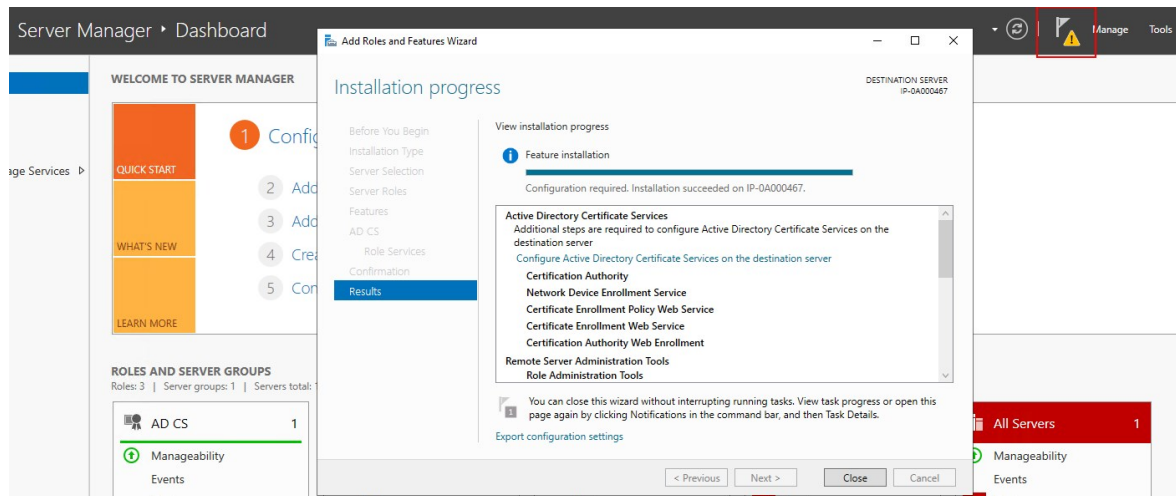 Server Manager • Dashboard
Manage
Tools
WELCOME TO SERVER MANAGER
QUICK START
WHAT'S NEW
LEARN MORE
1
2
3
4
5
Services
ROLES AND SERVER GROUPS
Roles: 3 | Server groups: 1 | Servers total:
AD CS 1
Manageability
Events
Add Roles and Features Wizard
Installation progress
DESTINATION SERVER
IP-0A000467
Before You Begin
Installation Type
Server Selection
Server Roles
Features
AD CS
Role Services
Confirmation
Results
View installation progress
Feature installation
Configuration required. Installation succeeded on IP-0A000467.
Active Directory Certificate Services
Additional steps are required to configure Active Directory Certificate Services on the
destination server
Configure Active Directory Certificate Services on the destination server
Certification Authority
Network Device Enrollment Service
Certificate Enrollment Policy Web Service
Certificate Enrollment Web Service
Certification Authority Web Enrollment
Remote Server Administration Tools
Role Administration Tools
1
You can close this wizard without interrupting running tasks. View task progress or open this
page again by clicking Notifications in the command bar, and then Task Details.
Export configuration settings
< Previous
Next >
Close
Cancel
All Servers 1
Manageability
Events